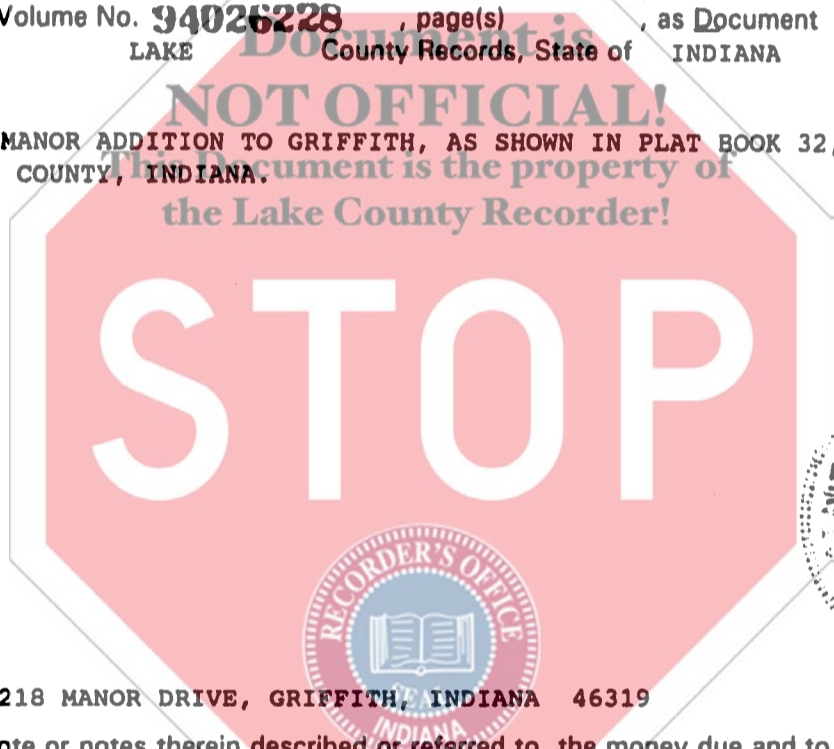 Volume No. 94026228 , page(s) , as Document
LAKE County Records, State of INDIANA
Document is
NOT OFFICIAL!
MANOR ADDITION TO GRIFFITH, AS SHOWN IN PLAT BOOK 32,
This Document is the property of
COUNTY, INDIANA.
the Lake County Recorder!
STOP
RECORDER'S OFFICE
SEAL
INDIANA
218 MANOR DRIVE, GRIFFITH, INDIANA 46319
note or notes therein described or referred to, the money due and to